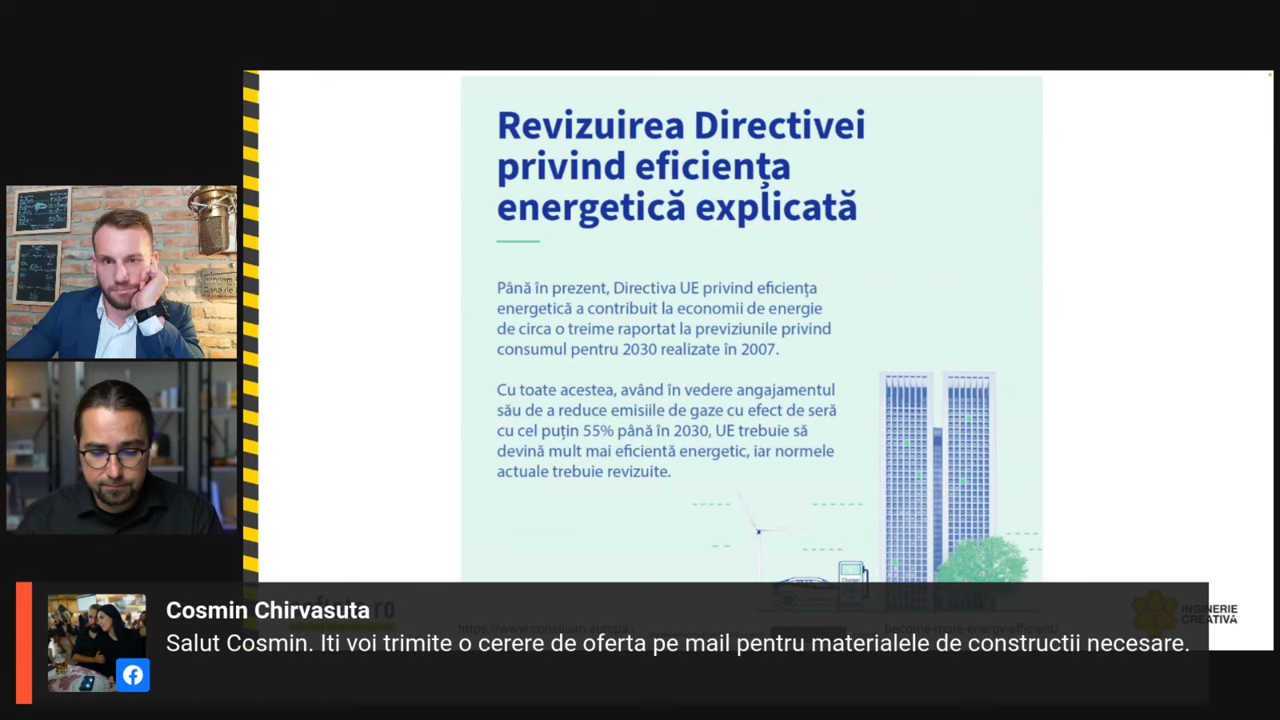 Revizuirea Directivei
privind eficiența
energetică explicată
Până în prezent, Directiva UE privind eficiența
energetică a contribuit la economii de energie
de circa o treime raportat la previziunile privind
consumul pentru 2030 realizate în 2007.
Cu toate acestea, având în vedere angajamentul
său de a reduce emisiile de gaze cu efect de seră
cu cel puțin 55% până în 2030, UE trebuie să
devină mult mai eficientă energetic, iar normele
actuale trebuie revizuite.
INGINERIE
CREATIVĂ
Cosmin Chirvasuta
Salut Cosmin. Iti voi trimite o cerere de oferta pe mail pentru materialele de constructii necesare.